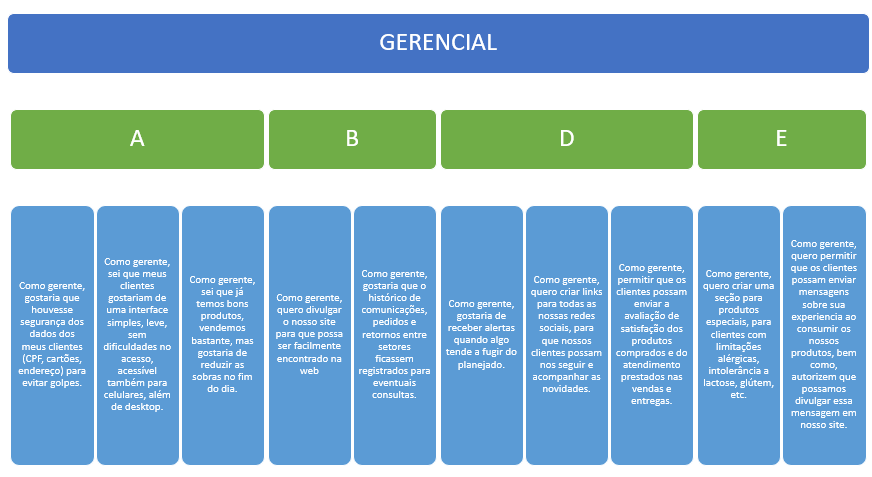 GERENCIAL
A
B
D
E
Como gerente,
gostaria que
houvesse
segurança dos
dados dos
meus clientes
(CPF, cartões,
endereço) para
evitar golpes.
Como gerente,
sei que meus
clientes
gostariam de
uma interface
simples, leve,
sem
dificuldades no
acesso,
acessível
também para
celulares, além
de desktop.
Como gerente,
sei que já
temos bons
produtos,
vendemos
bastante, mas
gostaria de
reduzir as
sobras no fim
do dia.
Como gerente,
quero divulgar
o nosso site
para que possa
ser facilmente
encontrado na
web
Como gerente,
gostaria que o
histórico de
comunicações,
pedidos e
retornos entre
setores
ficassem
registrados para
eventuais
consultas.
Como gerente,
gostaria de
receber alertas
quando algo
tende a fugir do
planejado.
Como gerente,
quero criar links
para todas as
nossas redes
sociais, para
que nossos
clientes possam
nos seguir e
acompanhar as
novidades.
Como gerente,
permitir que os
clientes possam
enviar a
avaliação de
satisfação dos
produtos
comprados e do
atendimento
prestados nas
vendas e
entregas.
Como gerente,
quero criar uma
seção para
produtos
especiais, para
clientes com
limitações
alérgicas,
intolerância a
lactose, glútem,
etc.
Como gerente,
quero permitir
que os clientes
possam enviar
mensagens
sobre sua
experiencia ao
consumir os
nossos
produtos, bem
como,
autorizem que
possamos
divulgar essa
mensagem em
nosso site.